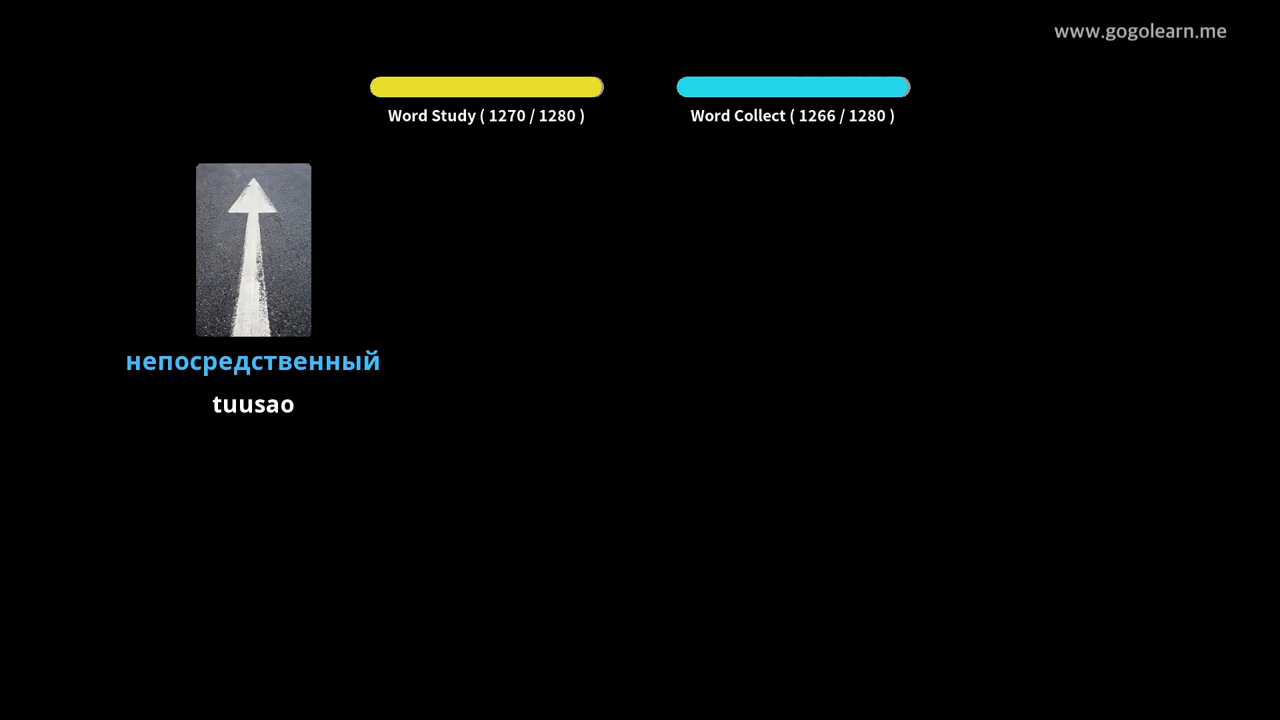 www.gogolearn.me
Word Study ( 1270 / 1280 )
Word Collect ( 1266 / 1280 )
непосредственный
tuusao